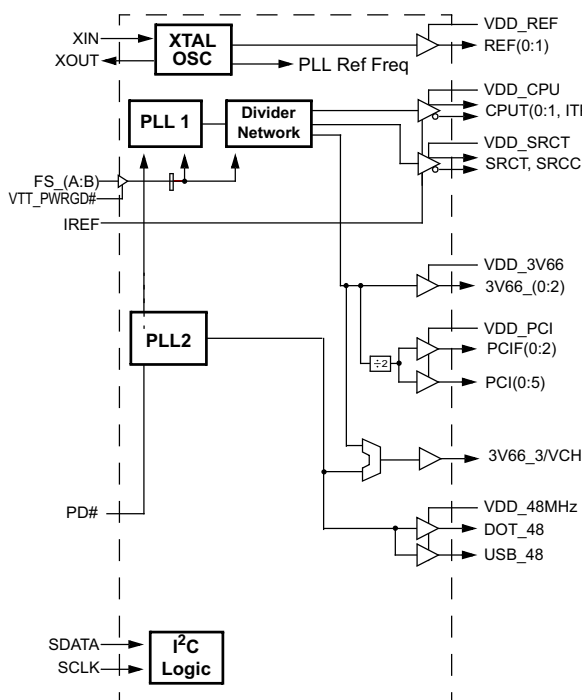 XIN
XOUT
XTAL
OSC
VDD_REF
REF(0:1)
PLL Ref Freq
PLL 1
Divider
Network
VDD_CPU
CPUT(0:1, ITP
VDD_SRCT
SRCT, SRCC
FS_(A:B)
VTT_PWRGD#
IREF
VDD_3V66
3V66_(0:2)
PLL2
VDD_PCI
PCIF(0:2)
÷2
PCI(0:5)
3V66_3/VCH
PD#
VDD_48MHz
DOT_48
USB_48
SDATA
SCLK
I²C
Logic